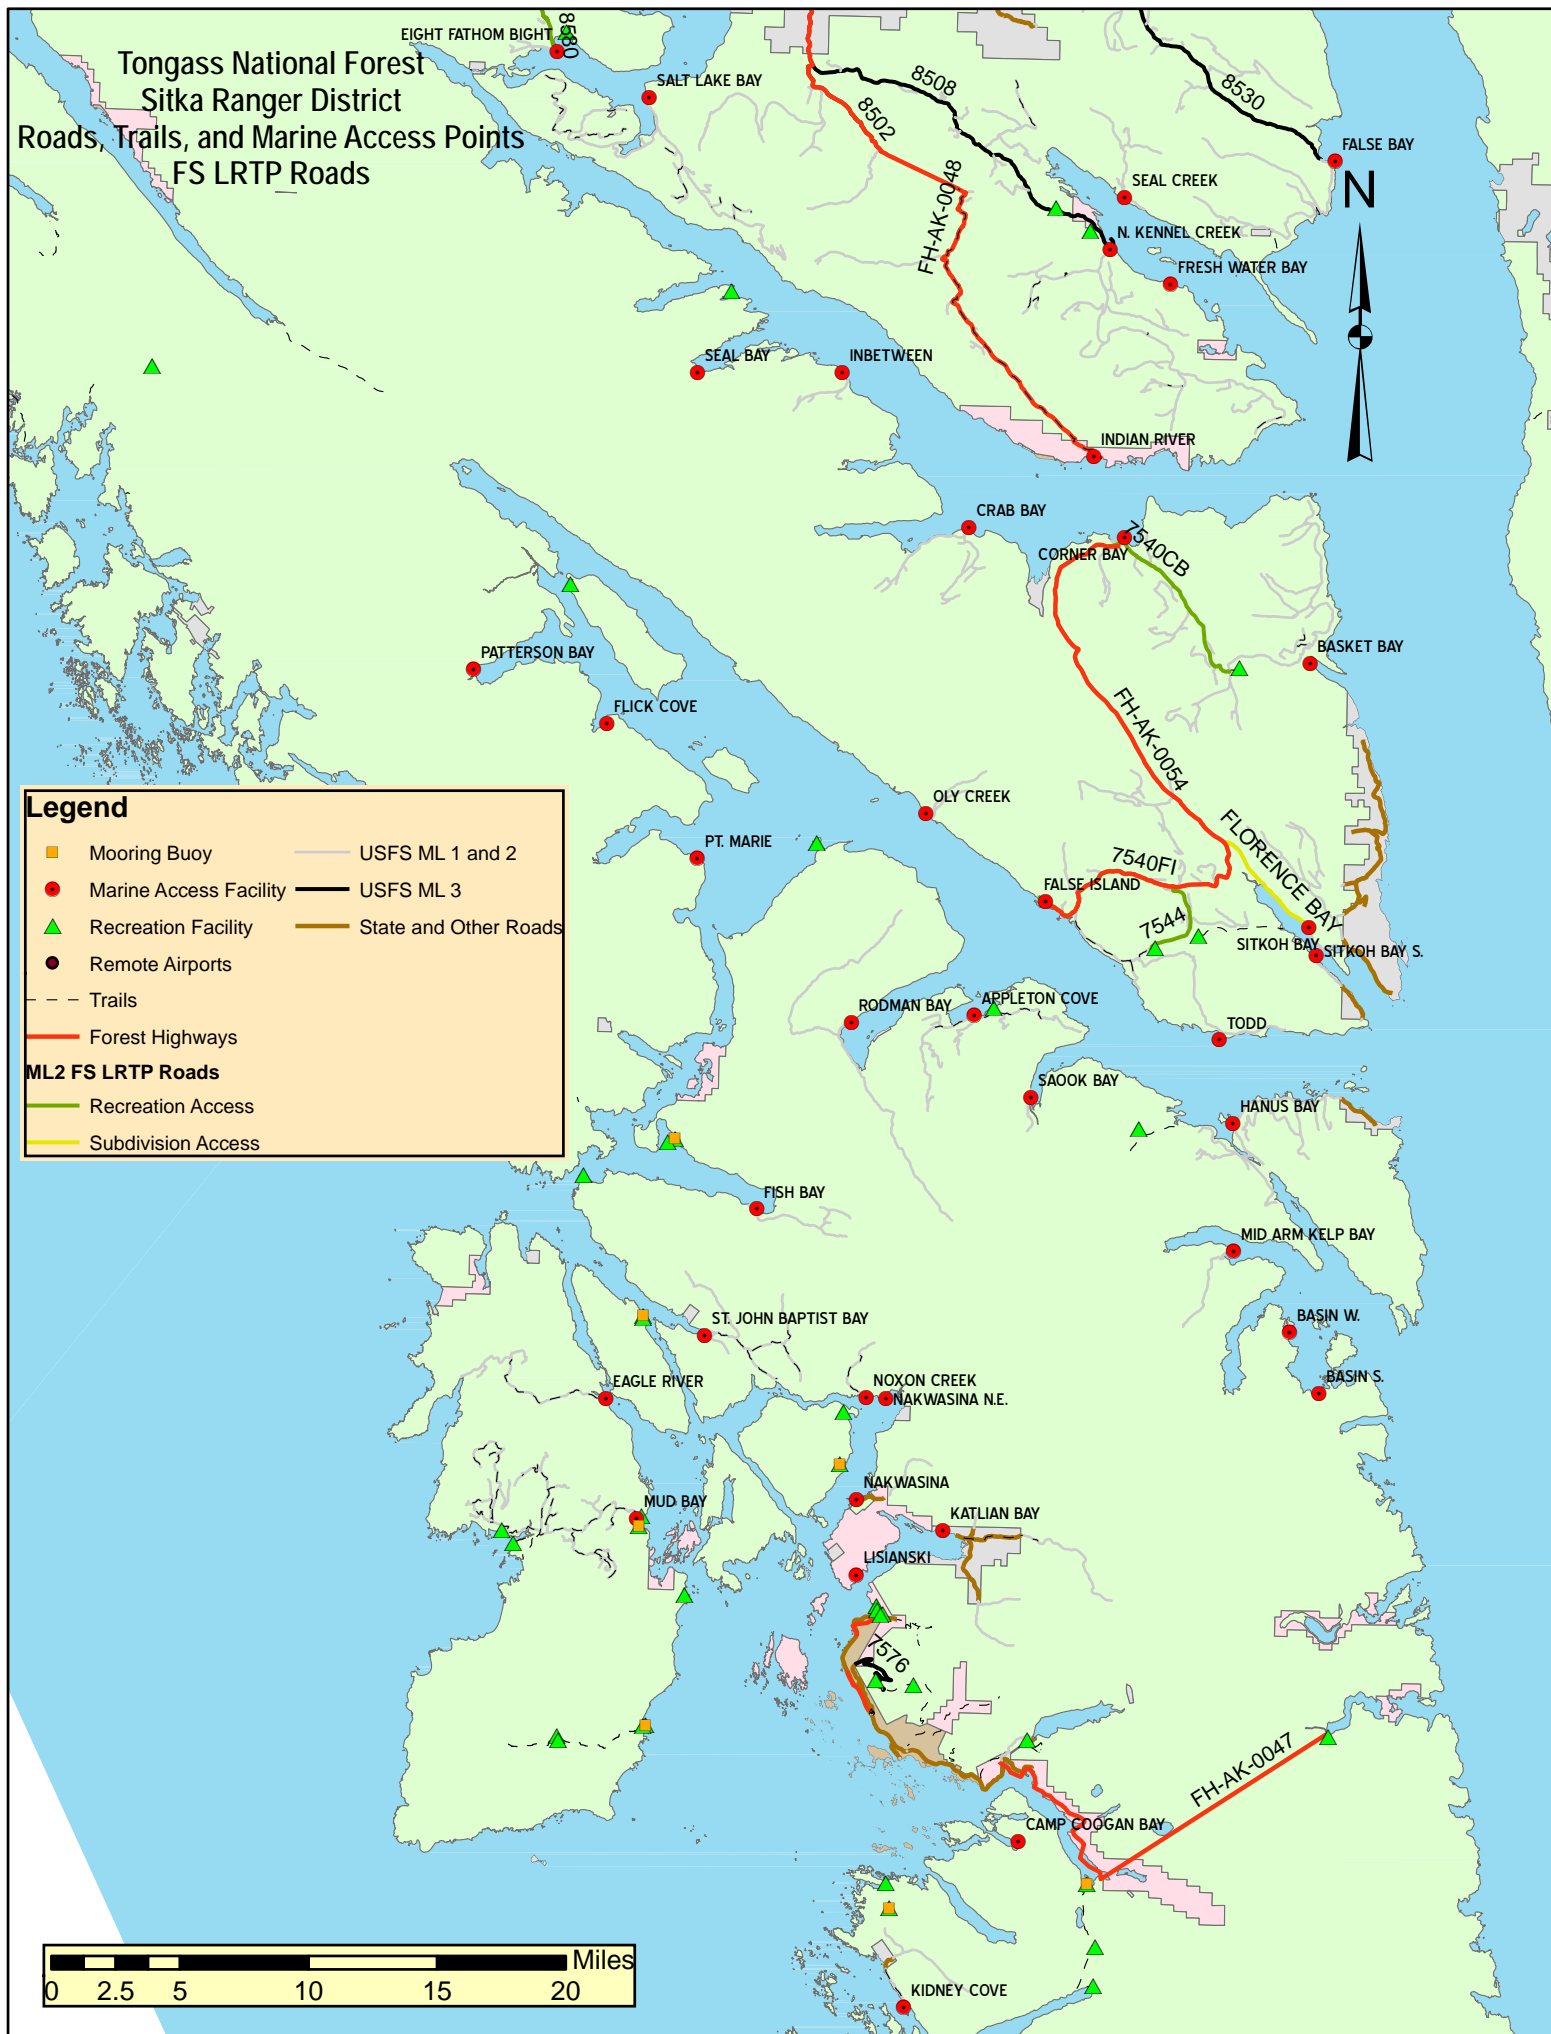 Tongass National Forest
Sitka Ranger District
Roads, Trails, and Marine Access Points
FS LRTP Roads
EIGHT FATHOM BIGHT
8580
SALT LAKE BAY
8508
8502
8530
FALSE BAY
N
FH-AK-0048
SEAL CREEK
N. KENNEL CREEK
FRESH WATER BAY
SEAL BAY
INBETWEEN
INDIAN RIVER
CRAB BAY
CORNER BAY
7540CB
PATTERSON BAY
BASKET BAY
FLICK COVE
FH-AK-0054
OLY CREEK
PT. MARIE
FLORENCE BAY
7540FI
FALSE ISLAND
7544
SITKOH BAY
SITKOH BAY S.
Legend
Mooring Buoy
Marine Access Facility
Recreation Facility
Remote Airports
Trails
Forest Highways
USFS ML 1 and 2
USFS ML 3
State and Other Roads
ML2 FS LRTP Roads
Recreation Access
Subdivision Access
RODMAN BAY
APPLETON COVE
TODD
SAOOK BAY
HANUS BAY
FISH BAY
MID ARM KELP BAY
ST. JOHN BAPTIST BAY
BASIN W.
EAGLE RIVER
NOXON CREEK
NAKWASINA N.E.
BASIN S.
NAKWASINA
MUD BAY
KATLIAN BAY
LISIANSKI
7576
FH-AK-0047
CAMP COOGAN BAY
KIDNEY COVE
Miles
0 2.5 5 10 15 20